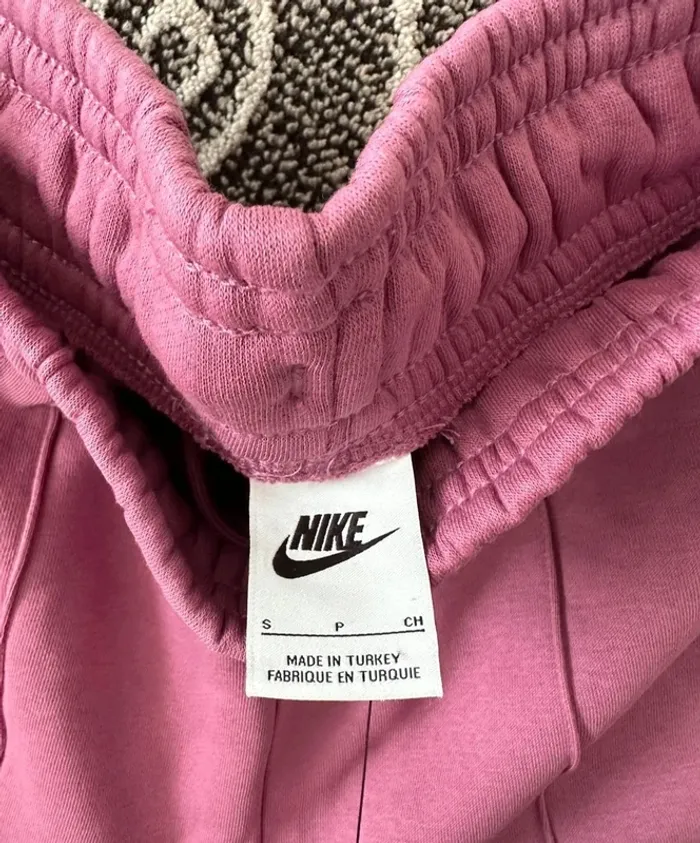 NIKE
S P CH
MADE IN TURKEY
FABRIQUE EN TURQUIE